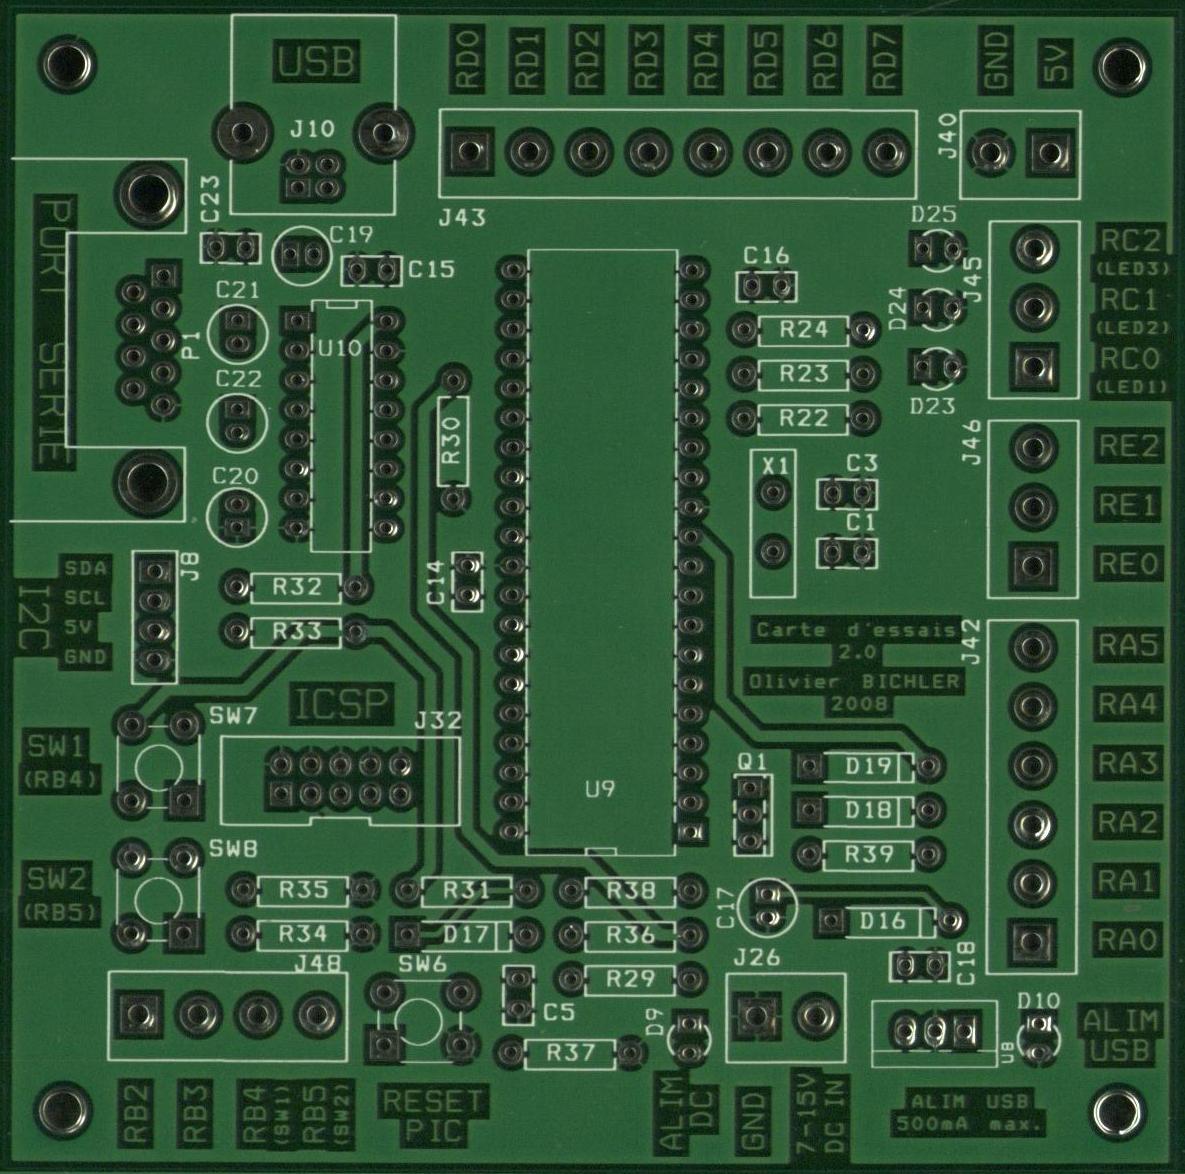 USB
RD0
RD1
RD2
RD3
RD4
RD5
RD6
RD7
GND
5V
J10
J40
C23
J43
D25
PORT SERIE
C19
C15
C16
J45
RC2
(LED3)
C21
U10
P1
R24
D24
RC1
(LED2)
C22
R30
R23
R22
D23
RC0
(LED1)
C20
X1
C3
C1
J46
RE2
RE1
RE0
I2C
SDA
SCL
5V
GND
J8
R32
R33
C14
Carte d'essais
2.0
Olivier BICHLER
2008
J42
RA5
RA4
RA3
RA2
RA1
RA0
ICSP
J32
SW7
SW1
(RB4)
U9
Q1
D19
D18
R39
SW8
SW2
(RB5)
R35
R31
R38
R34
D17
R36
C17
D16
J48
SW6
R29
J26
C18
C5
D9
R37
U8
D10
ALIM
USB
RB2
RB3
RB4
(SW1)
RB5
(SW2)
RESET
PIC
ALIM
DC
GND
7-15V
DC IN
ALIM USB
500mA max.